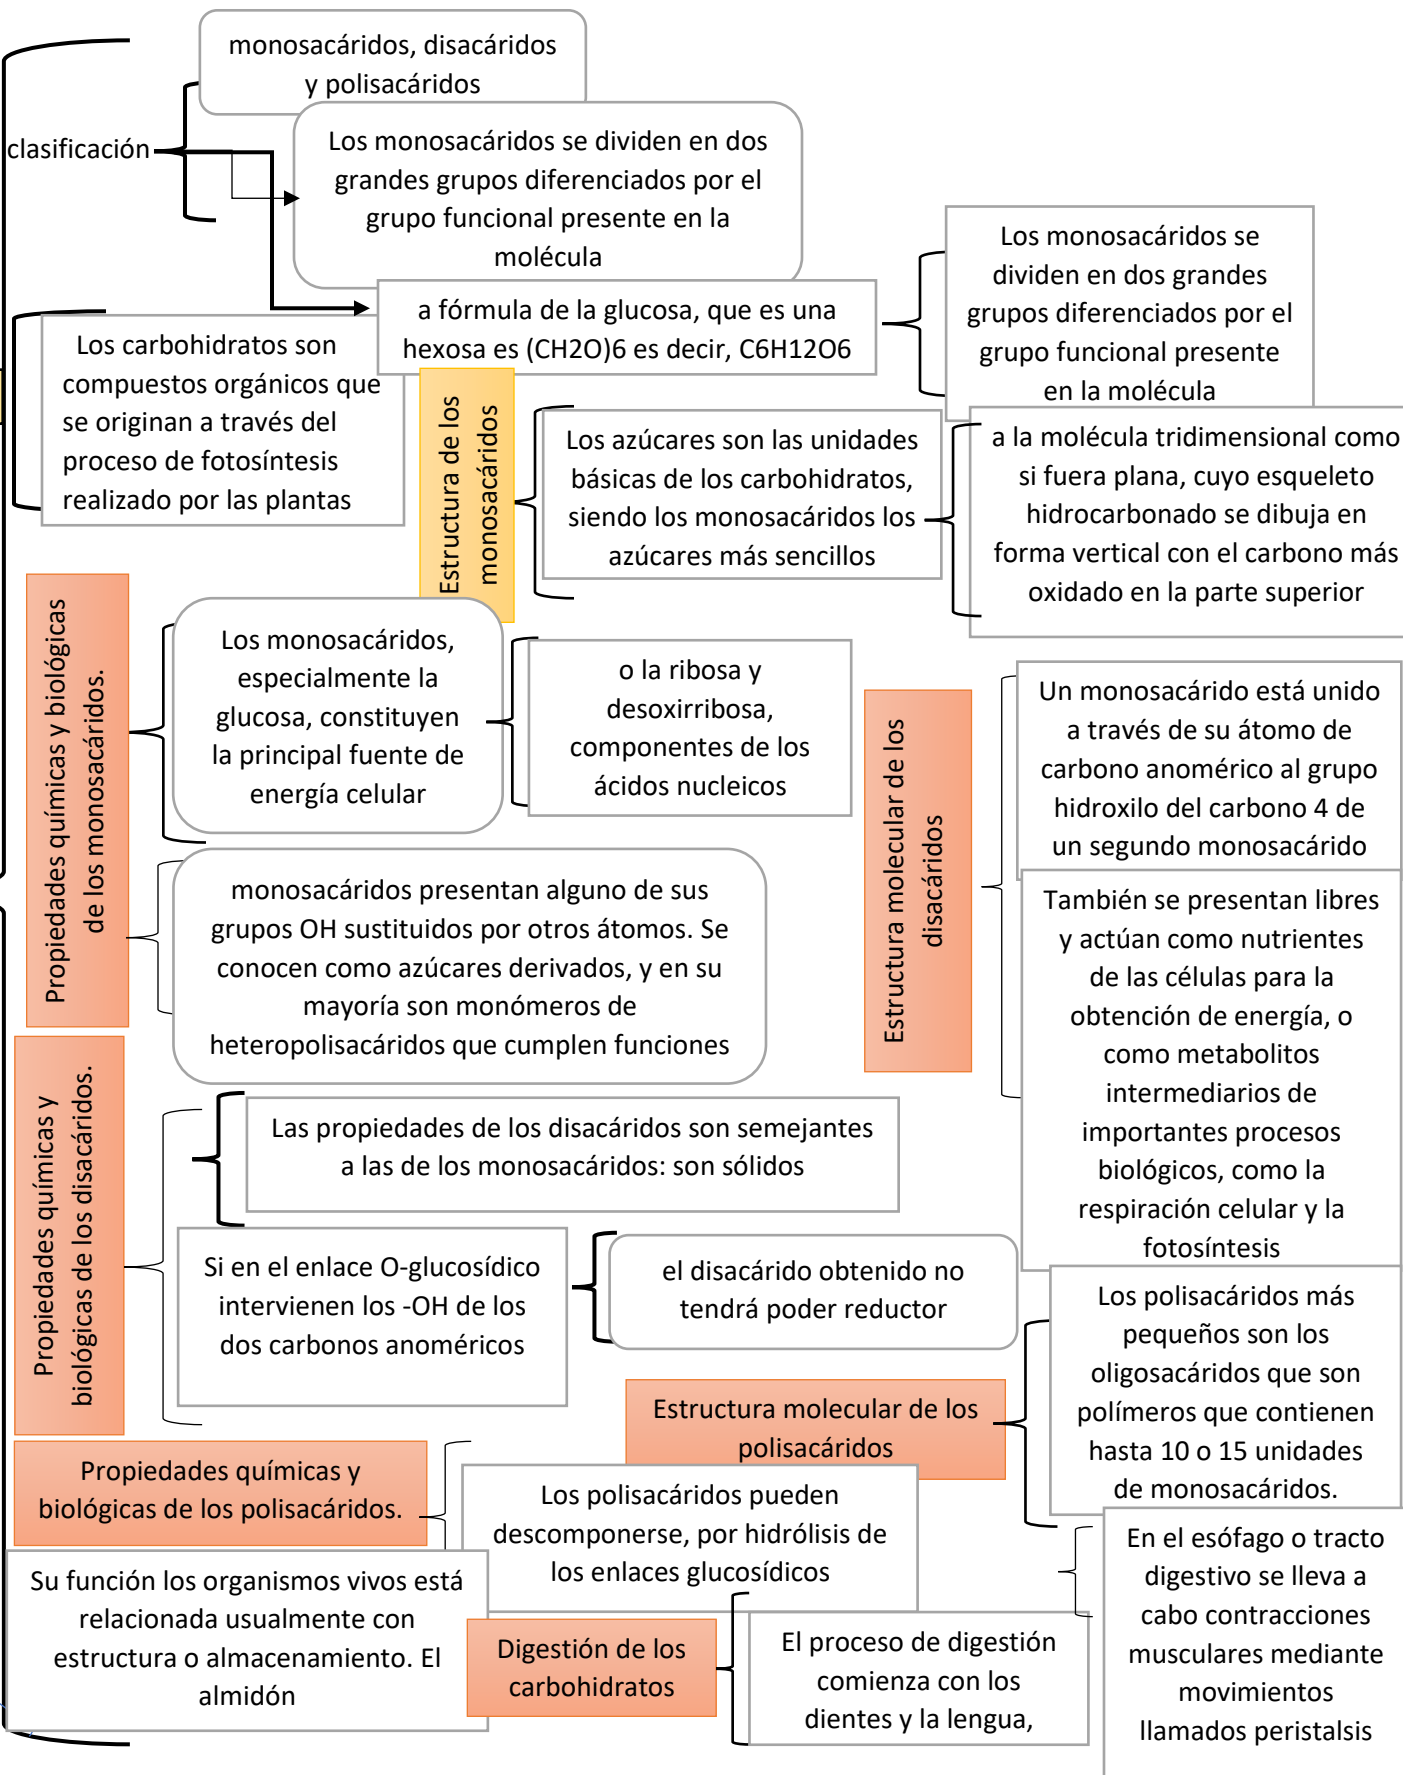 monosacáridos, disacáridos
y polisacáridos
clasificación
Los monosacáridos se dividen en dos
grandes grupos diferenciados por el
grupo funcional presente en la
molécula
a fórmula de la glucosa, que es una
hexosa es (CH2O)6 es decir, C6H12O6
Los monosacáridos se
dividen en dos grandes
grupos diferenciados por el
grupo funcional presente
en la molécula
Los carbohidratos son
compuestos orgánicos que
se originan a través del
proceso de fotosíntesis
realizado por las plantas
Estructura de los
monosacáridos
Los azúcares son las unidades
básicas de los carbohidratos,
siendo los monosacáridos los
azúcares más sencillos
a la molécula tridimensional como
si fuera plana, cuyo esqueleto
hidrocarbonado se dibuja en
forma vertical con el carbono más
oxidado en la parte superior
Propiedades químicas y biológicas
de los monosacáridos.
Los monosacáridos,
especialmente la
glucosa, constituyen
la principal fuente de
energía celular
o la ribosa y
desoxirribosa,
componentes de los
ácidos nucleicos
monosacáridos presentan alguno de sus
grupos OH sustituidos por otros átomos. Se
conocen como azúcares derivados, y en su
mayoría son monómeros de
heteropolisacáridos que cumplen funciones
Estructura molecular de los
disacáridos
Un monosacárido está unido
a través de su átomo de
carbono anomérico al grupo
hidroxilo del carbono 4 de
un segundo monosacárido
También se presentan libres
y actúan como nutrientes
de las células para la
obtención de energía, o
como metabolitos
intermediarios de
importantes procesos
biológicos, como la
respiración celular y la
fotosíntesis
Propiedades químicas y
biológicas de los disacáridos.
Las propiedades de los disacáridos son semejantes
a las de los monosacáridos: son sólidos
Si en el enlace O-glucosídico
intervienen los -OH de los
dos carbonos anoméricos
el disacárido obtenido no
tendrá poder reductor
Estructura molecular de los
polisacáridos
Los polisacáridos más
pequeños son los
oligosacáridos que son
polímeros que contienen
hasta 10 o 15 unidades
de monosacáridos.
Propiedades químicas y
biológicas de los polisacáridos.
Los polisacáridos pueden
descomponerse, por hidrólisis de
los enlaces glucosídicos
Su función los organismos vivos está
relacionada usualmente con
estructura o almacenamiento. El
almidón
Digestión de los
carbohidratos
El proceso de digestión
comienza con los
dientes y la lengua,
En el esófago o tracto
digestivo se lleva a
cabo contracciones
musculares mediante
movimientos
llamados peristalsis